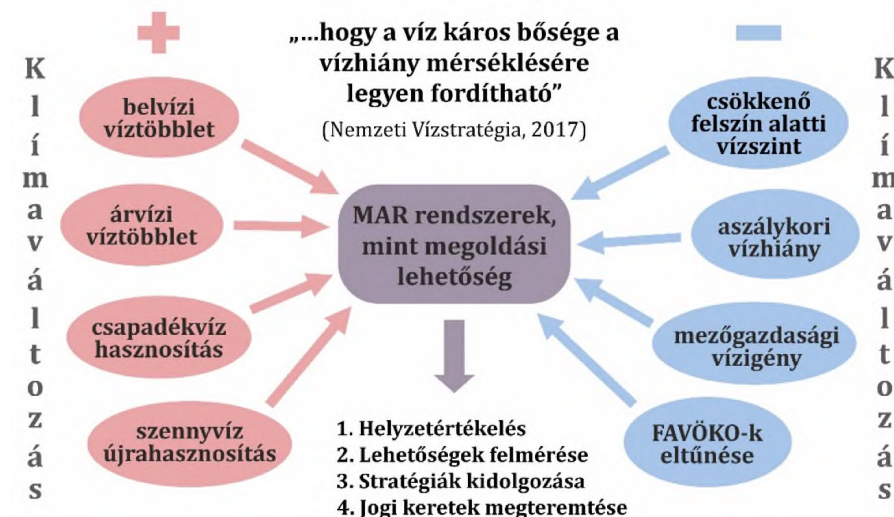 „...hogy a víz káros bősége a
vízhiány mérséklésére
legyen fordítható”
(Nemzeti Vízstratégia, 2017)
Klímaváltozás
+
belvízi
víztöbblet
árvízi
víztöbblet
csapadékvíz
hasznosítás
szennyvíz
újrahasznosítás
MAR rendszerek,
mint megoldási
lehetőség
−
csökkenő
felszín alatti
vízszint
aszálykori
vízhiány
mezőgazdasági
vízigény
FAVÖKO-k
eltűnése
Klímaváltozás
1. Helyzetértékelés
2. Lehetőségek felmérése
3. Stratégiák kidolgozása
4. Jogi keretek megteremtése